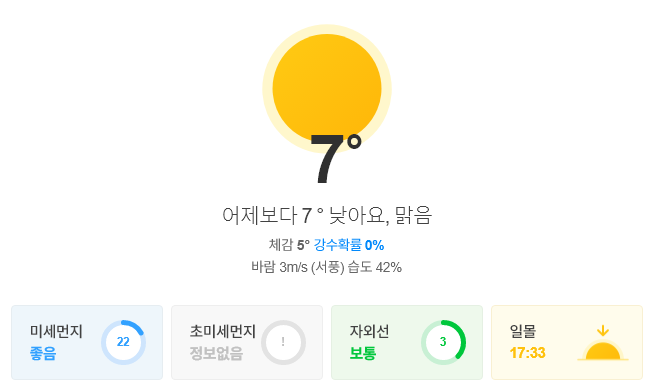 7°
어제보다 7 ° 낮아요, 맑음
체감 5° 강수확률 0%
바람 3m/s (서풍) 습도 42%
미세먼지
좋음
22
초미세먼지
정보없음
!
자외선
보통
3
일몰
17:33